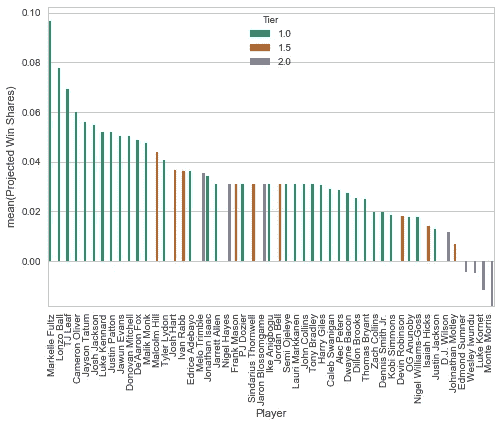 Tier
1.0
1.5
2.0
0.10
0.08
0.06
0.04
0.02
0.00
mean(Projected Win Shares)
Markelle Fultz
Lonzo Ball
TJ Leaf
Cameron Oliver
Jayson Tatum
Josh Jackson
Luke Kennard
Justin Patton
Jawun Evans
Donovan Mitchell
De'Aaron Fox
Malik Monk
Malcolm Hill
Tyler Lydon
Josh Hart
Ivan Rabb
Edrice Adebayo
Melo Trimble
Jonathan Isaac
Jarrett Allen
Nigel Hayes
Frank Mason
PJ Dozier
Sindarius Thornwell
Jaron Blossomgame
Ike Anigbogu
Jordan Bell
Semi Ojeleye
Lauri Markkanen
John Collins
Tony Bradley
Harry Giles
Caleb Swanigan
Alec Peters
Dwayne Bacon
Dillon Brooks
Thomas Bryant
Zach Collins
Dennis Smith Jr.
Kobi Simmons
Devin Robinson
OG Anunoby
Nigel Williams-Goss
Isaiah Hicks
Justin Jackson
D.J. Wilson
Johnathan Motley
Edmond Sumner
Wesley Iwundu
Luke Kornet
Monte Morris
Player